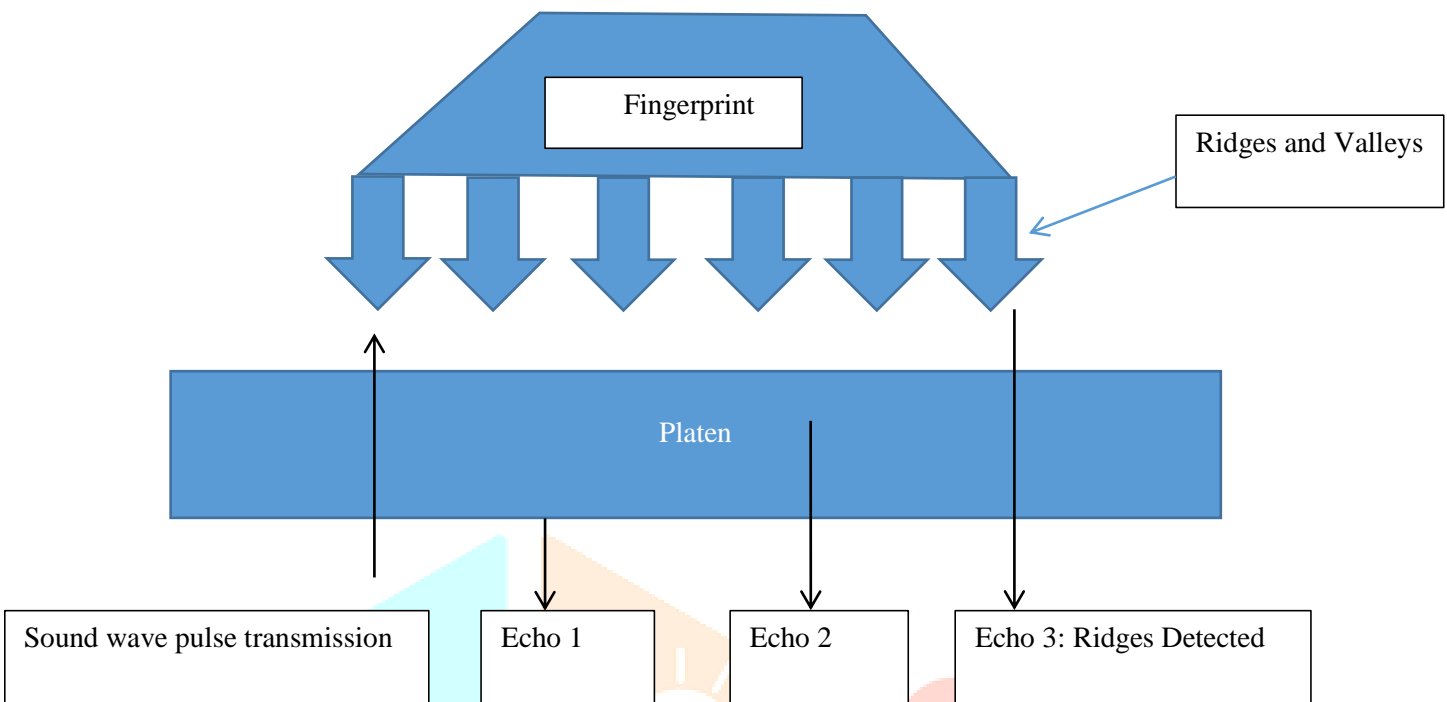 Fingerprint
Ridges and Valleys
Platen
Sound wave pulse transmission
Echo 1
Echo 2
Echo 3: Ridges Detected